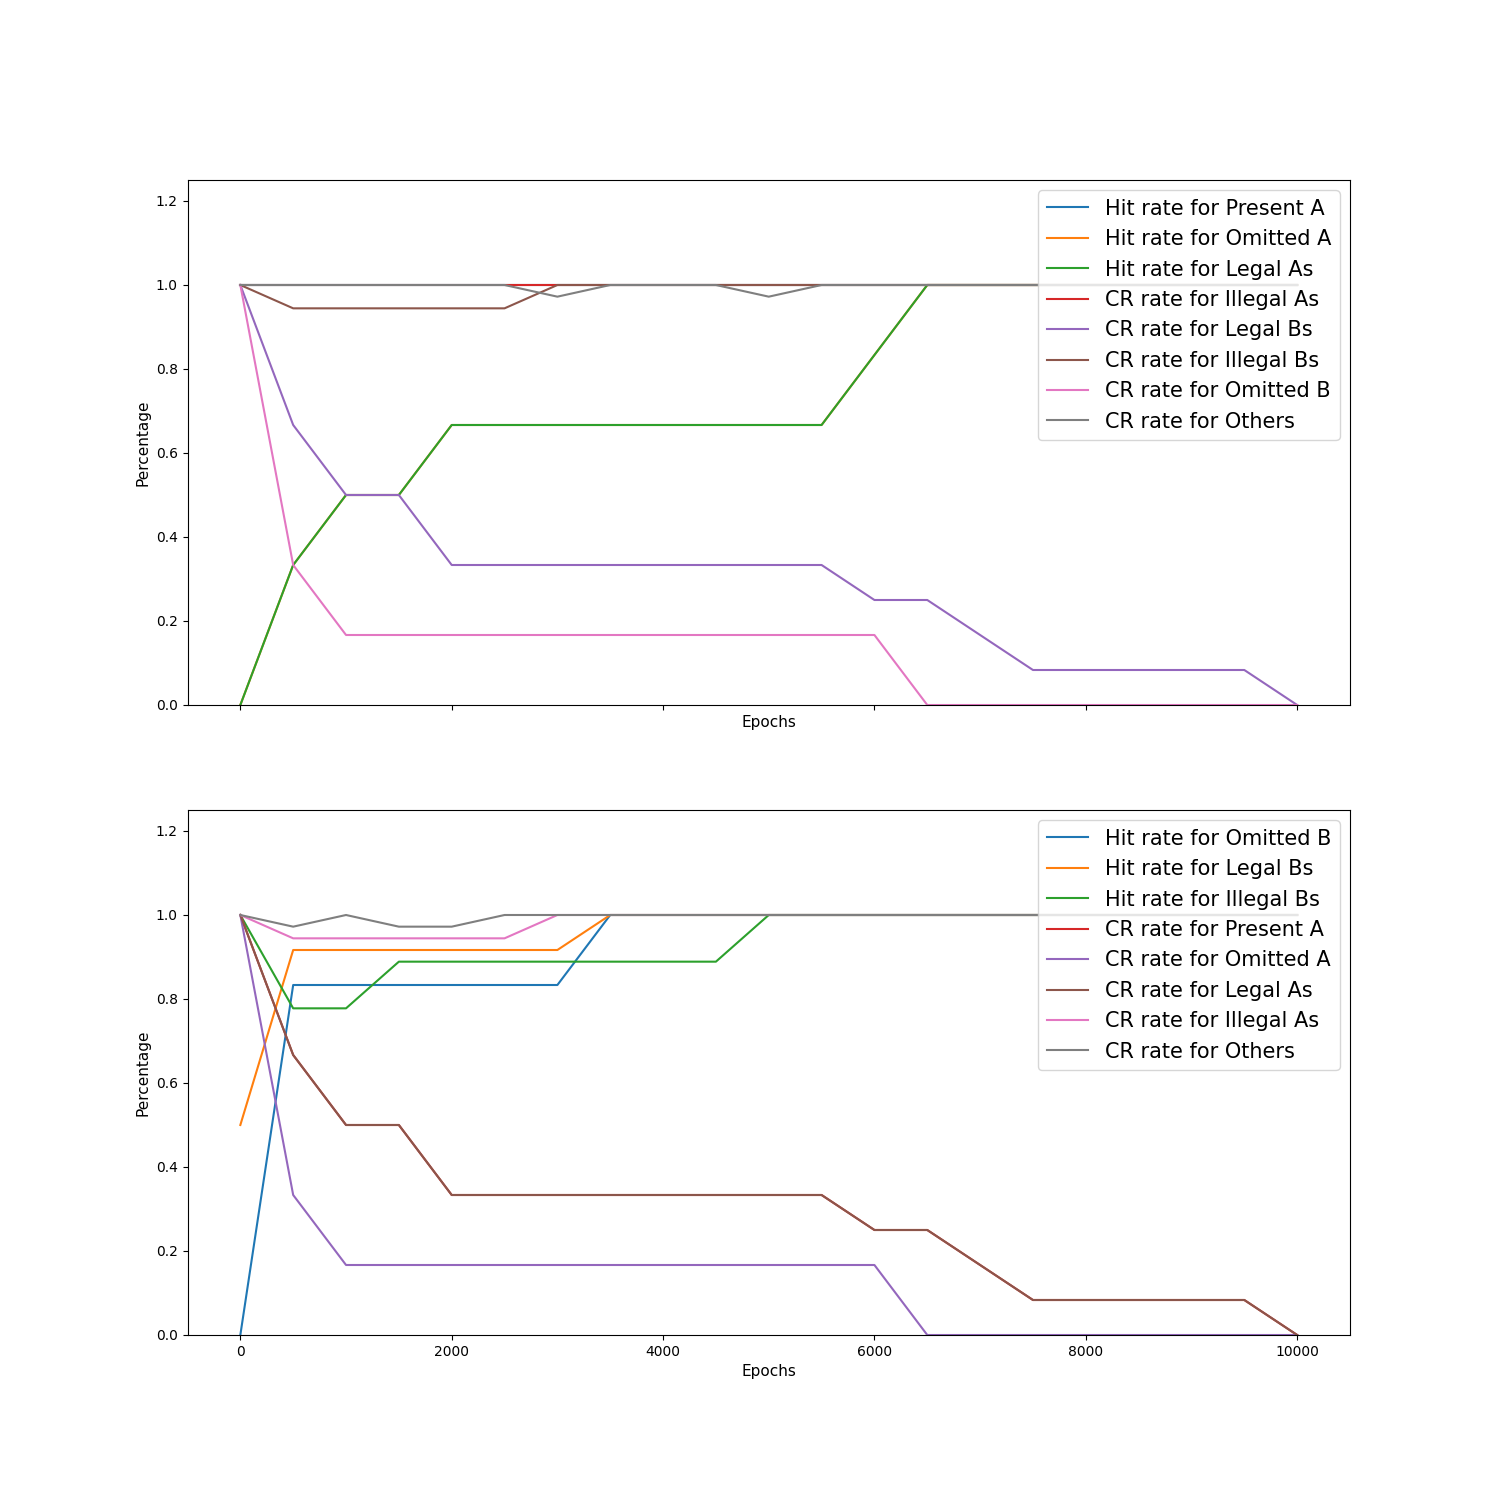 1.2
1.0
0.8
0.6
0.4
0.2
0.0
Percentage
Epochs
Hit rate for Present A
Hit rate for Omitted A
Hit rate for Legal As
CR rate for Illegal As
CR rate for Legal Bs
CR rate for Illegal Bs
CR rate for Omitted B
CR rate for Others
1.2
1.0
0.8
0.6
0.4
0.2
0.0
Percentage
0 2000 4000 6000 8000 10000
Epochs
Hit rate for Omitted B
Hit rate for Legal Bs
Hit rate for Illegal Bs
CR rate for Present A
CR rate for Omitted A
CR rate for Legal As
CR rate for Illegal As
CR rate for Others